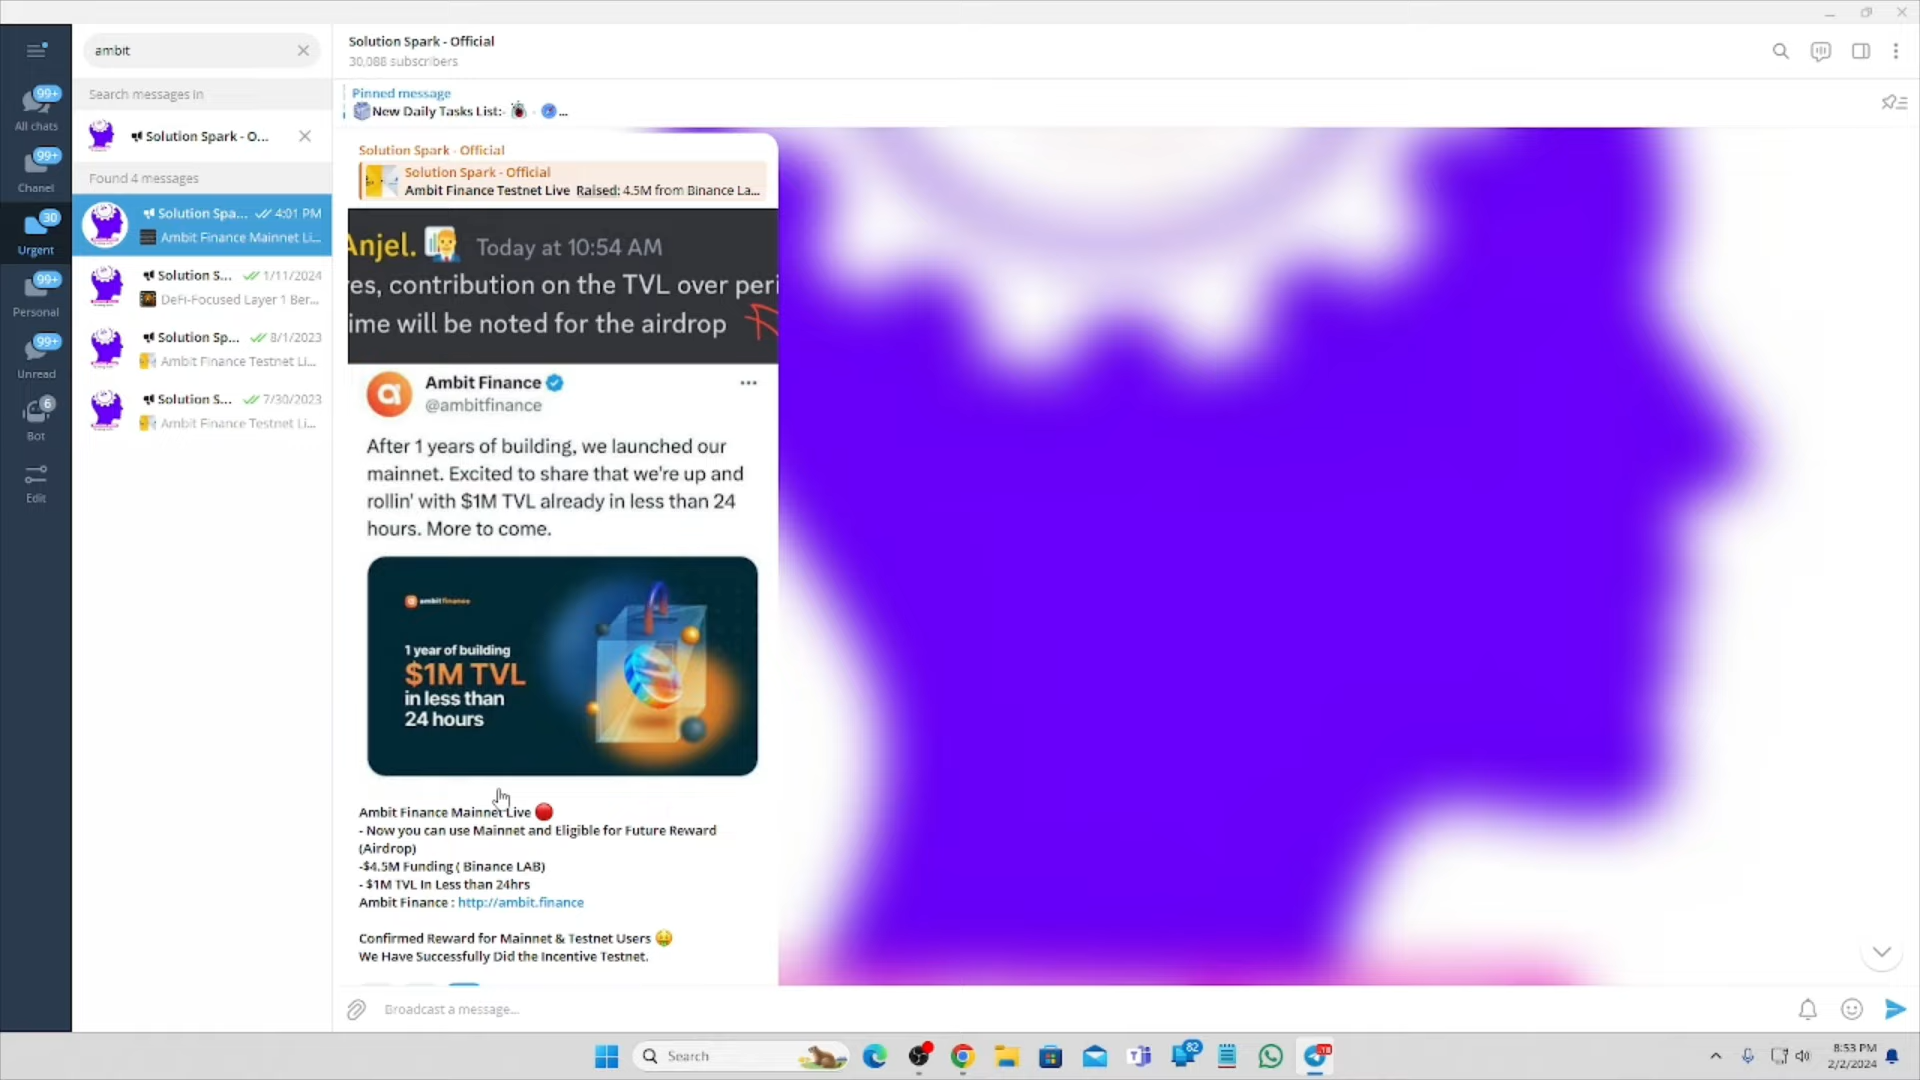 ambit
Search messages in
Solution Spark - O...
Found 4 messages
Solution Spa... 4:01 PM
Ambit Finance Mainnet Li...
Solution S... 1/11/2024
DeFi-Focused Layer 1 Ber...
Solution Sp... 8/1/2023
Ambit Finance Testnet Li...
Solution S... 7/30/2023
Ambit Finance Testnet Li...
99+
All chats
99+
Chanel
30
Urgent
99+
Personal
99+
Unread
6
Bot
Edit
Solution Spark - Official
30,088 subscribers
Pinned message
New Daily Tasks List:- - ...
Solution Spark - Official
Solution Spark - Official
Ambit Finance Testnet Live Raised: 4.5M from Binance La...
Anjel. Today at 10:54 AM
res, contribution on the TVL over peri
ime will be noted for the airdrop
Ambit Finance
@ambitfinance
After 1 years of building, we launched our
mainnet. Excited to share that we're up and
rollin' with $1M TVL already in less than 24
hours. More to come.
ambit finance
1 year of building
$1M TVL
in less than
24 hours
Ambit Finance Mainnet Live
- Now you can use Mainnet and Eligible for Future Reward
(Airdrop)
-$4.5M Funding ( Binance LAB)
- $1M TVL In Less than 24hrs
Ambit Finance : http://ambit.finance
Confirmed Reward for Mainnet & Testnet Users 🤑
We Have Successfully Did the Incentive Testnet.
Broadcast a message...
Search
82
8:53 PM
2/2/2024